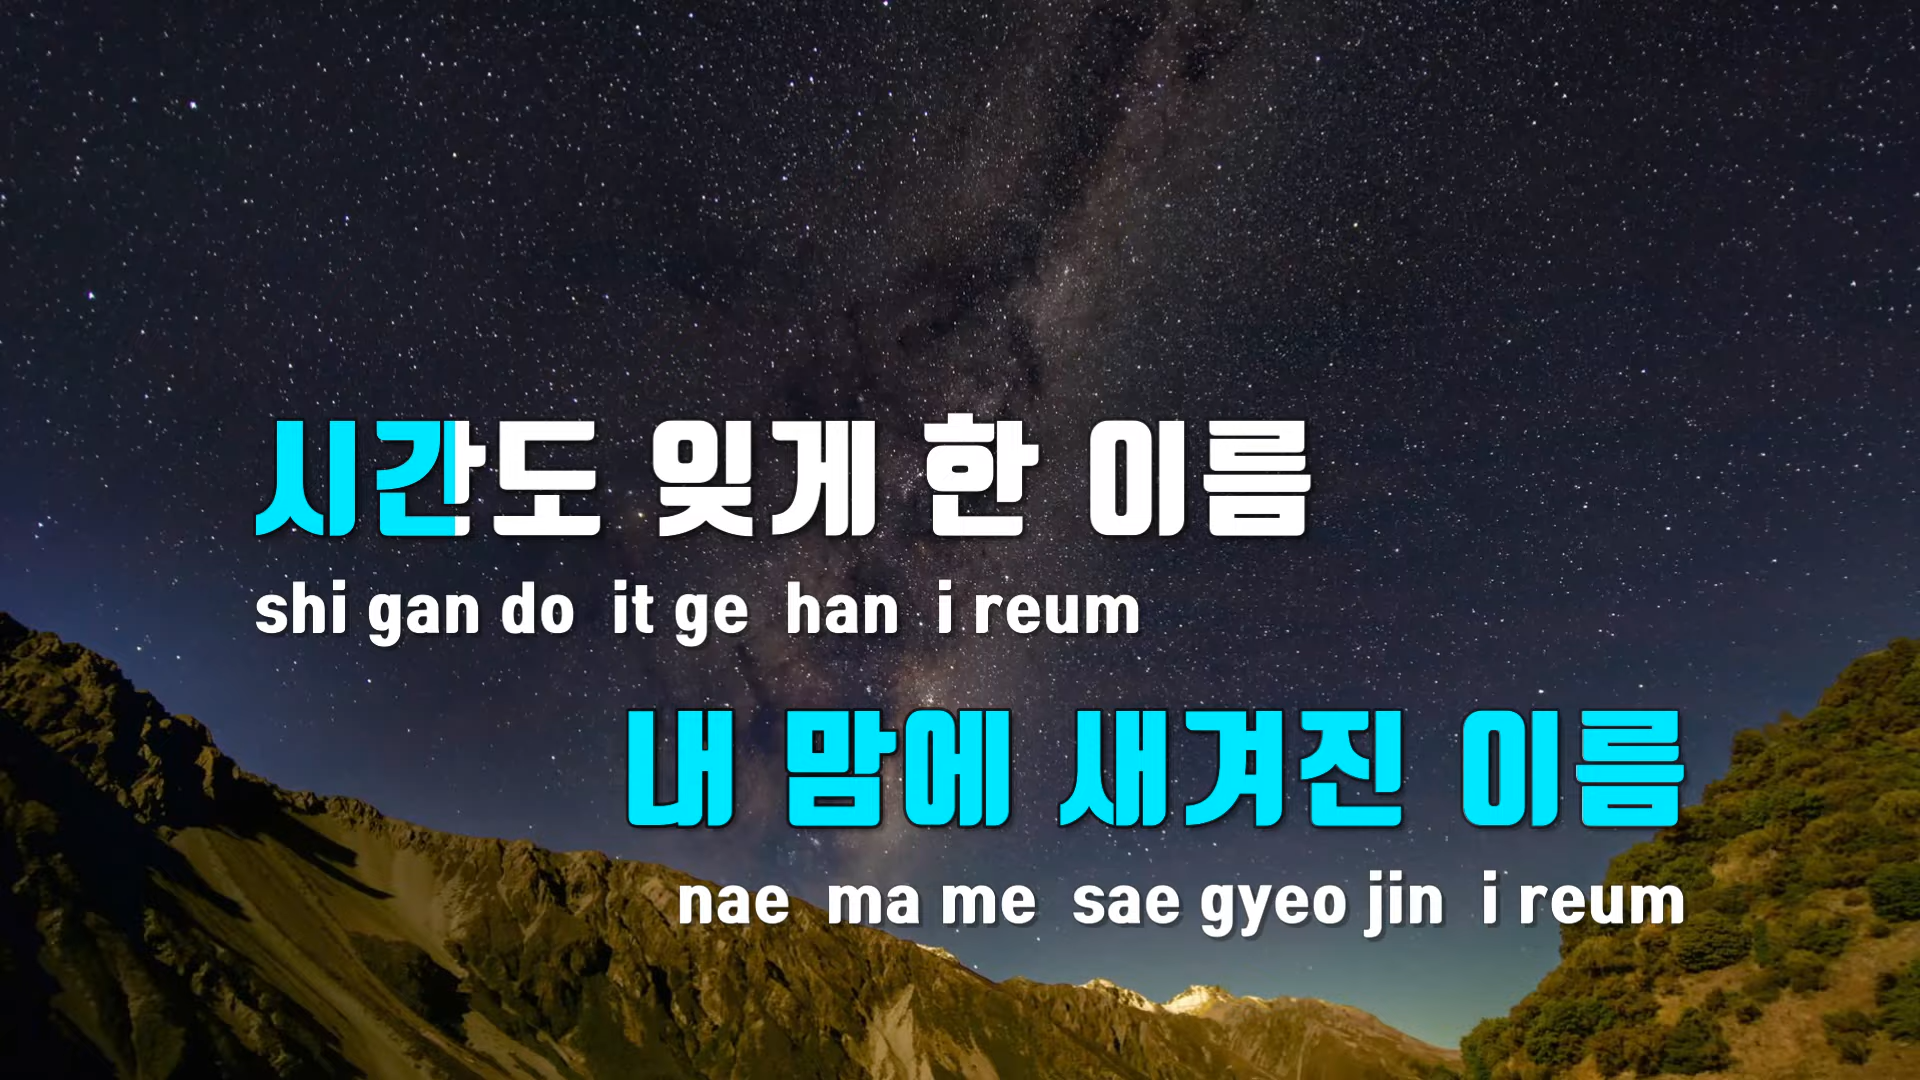 시간도 잊게 한 이름
shi gan do it ge han i reum
내 맘에 새겨진 이름
nae ma me sae gyeo jin i reum